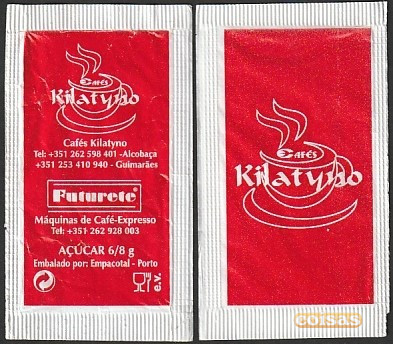 Cafés
Kilatyno
Cafés Kilatyno
Tel: +351 262 598 401 -Alcobaça
+351 253 410 940 - Guimarães
Futurete
Máquinas de Café-Expresso
Tel: +351 262 928 003
AÇÚCAR 6/8 g
Embalado por: Empacotal - Porto
e.v.
Cafés
Kilatyno
coisas